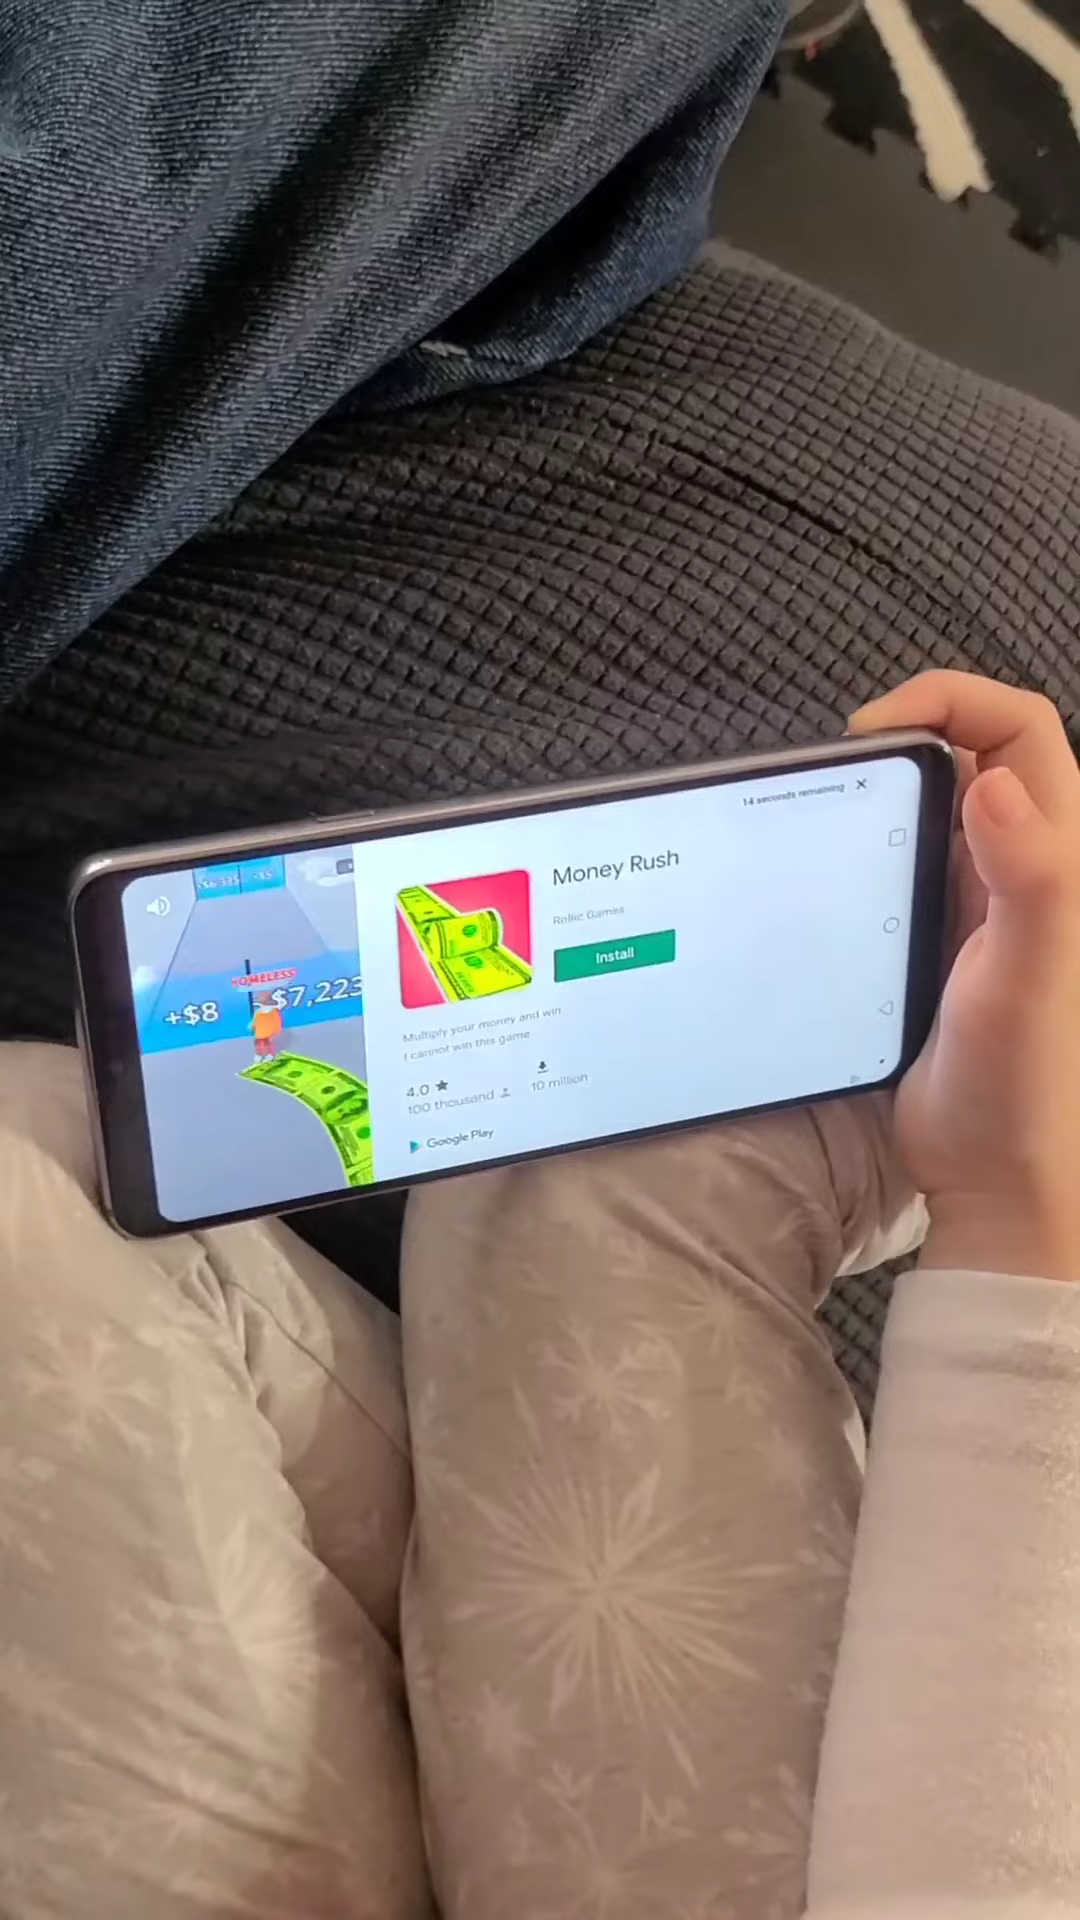 14 seconds remaining
Money Rush
Rollic Games
Install
HOMELESS
+$8
$7,223
Multiply your money and win
I cannot win this game
4.0
100 thousand
10 million
Google Play